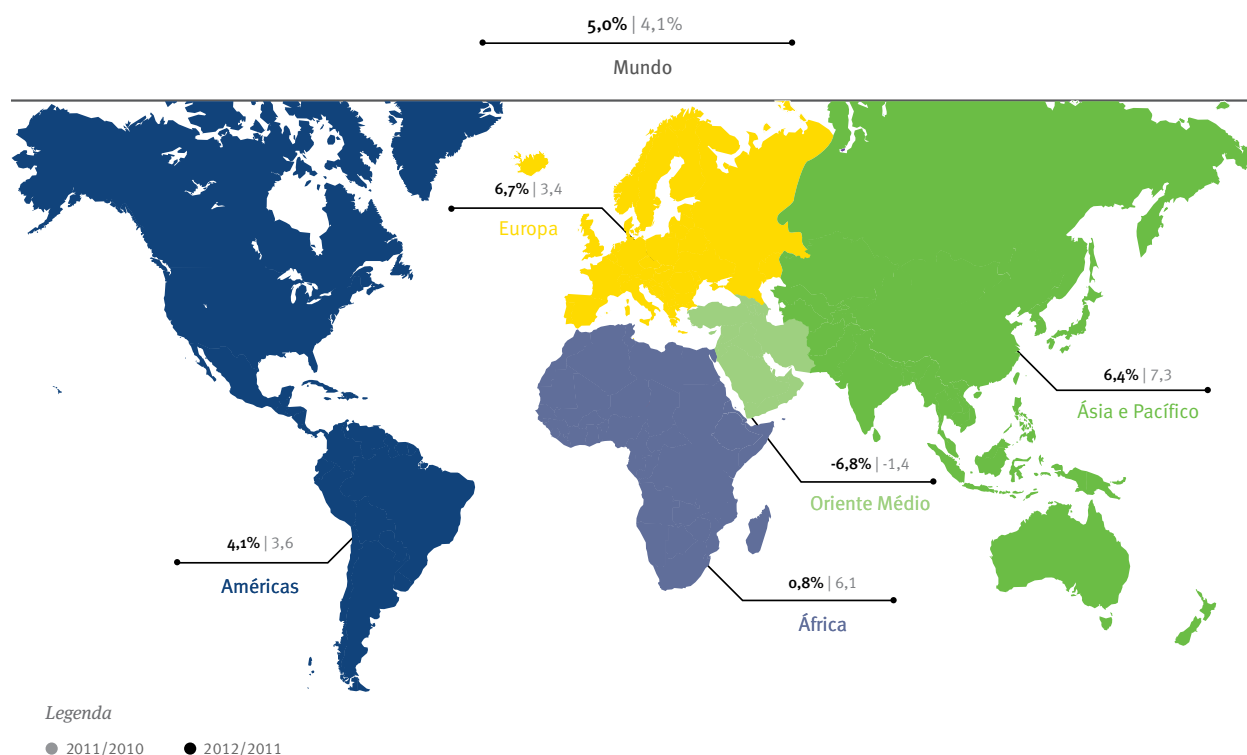 5,0% | 4,1%
Mundo
6,7% | 3,4
Europa
6,4% | 7,3
Ásia e Pacífico
-6,8% | -1,4
Oriente Médio
4,1% | 3,6
Américas
0,8% | 6,1
África
Legenda
2011/2010 2012/2011